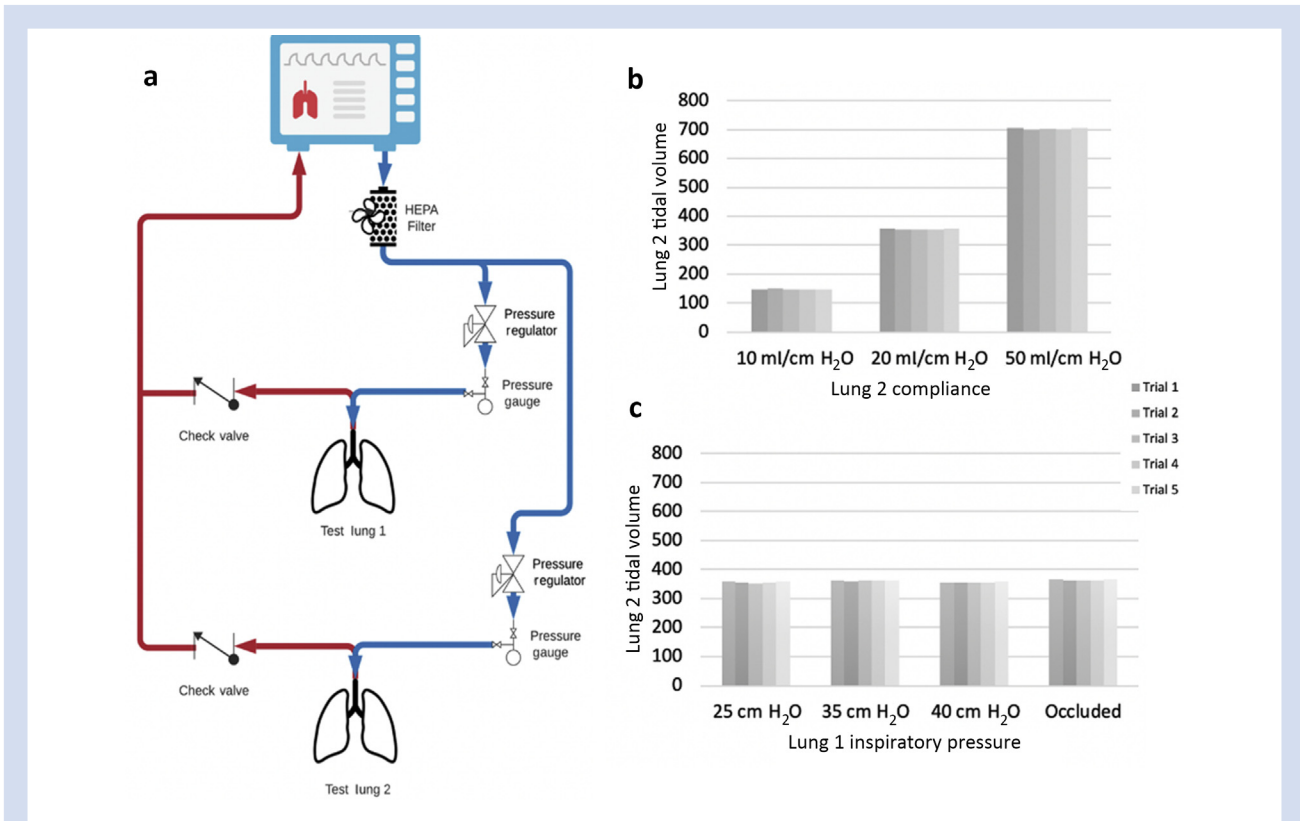 a
HEPA
Filter
Pressure
regulator
Pressure
gauge
Check valve
Test lung 1
Pressure
regulator
Pressure
gauge
Check valve
Test lung 2
b
Lung 2 tidal volume
800
700
600
500
400
300
200
100
0
10 ml/cm H₂O 20 ml/cm H₂O 50 ml/cm H₂O
Lung 2 compliance
Trial 1
Trial 2
Trial 3
Trial 4
Trial 5
c
Lung 2 tidal volume
800
700
600
500
400
300
200
100
0
25 cm H₂O 35 cm H₂O 40 cm H₂O Occluded
Lung 1 inspiratory pressure